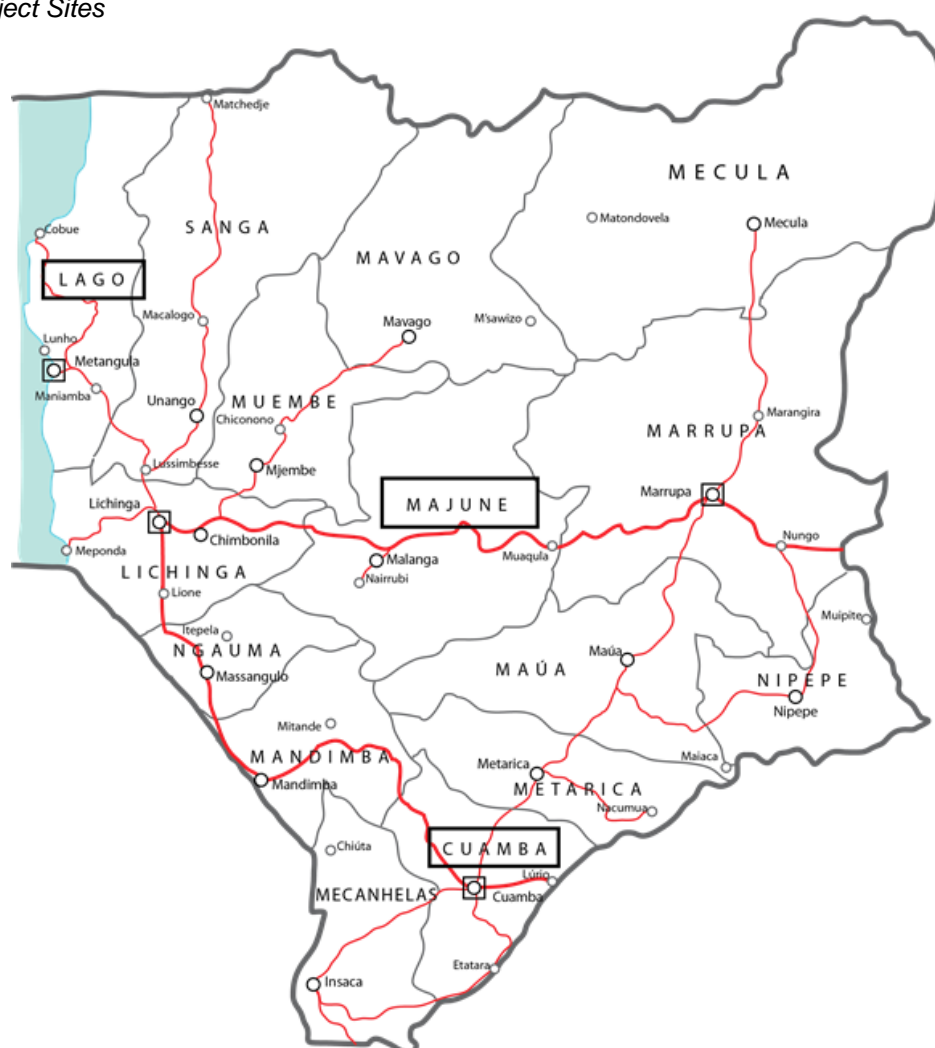 ject Sites
Matchedje
MECULA
Matondovela
Mecula
SANGA
Cobue
MAVAGO
LAGO
Macalogo
M'sawizo
Mavago
Lunho
Metangula
Maniamba
Unango
MUEMBE
Chiconono
Marangira
MARRUPA
Lussimbesse
Mjembe
Marrupa
Lichinga
MAJUNE
Chimbonila
Nungo
Meponda
Muaqula
Malanga
LICHINGA
Nairrubi
Lione
Muipite
Itepela
NGAUMA
Maúa
MAÚA
Massangulo
NIPEPE
Nipepe
Mitande
MANDIMBA
Maiaca
Metarica
Mandimba
METARICA
Nacumua
Chiúta
CUAMBA
Lúrio
MECANHELAS
Cuamba
Etatara
Insaca